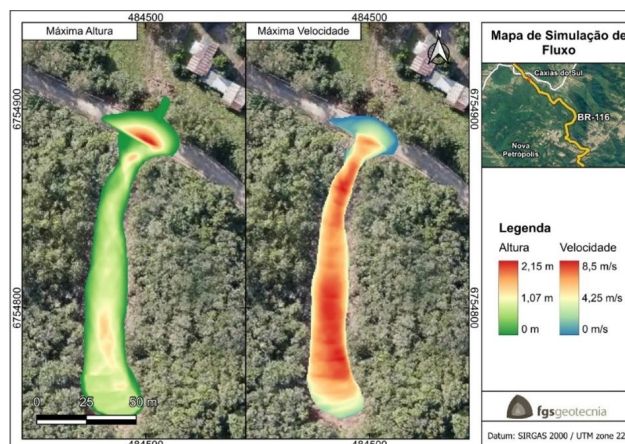 484500
484500
Máxima Altura
Máxima Velocidade
N
6754900
6754800
6754900
6754800
0 25 50 m
484500
484500
Mapa de Simulação de
Fluxo
Caxias do Sul
BR-116
Nova
Petrópolis
Legenda
Altura
Velocidade
2,15 m
1,07 m
0 m
8,5 m/s
4,25 m/s
0 m/s
fgsgeotecnia
Datum: SIRGAS 2000 / UTM zone 22